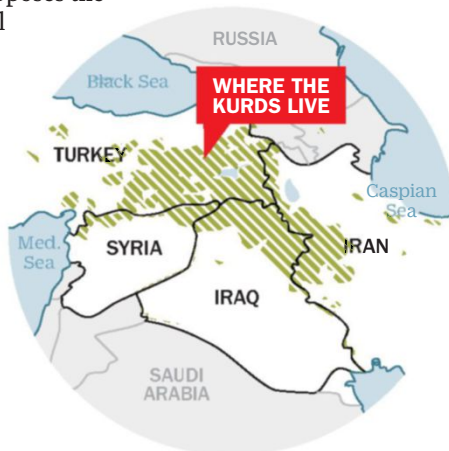 RUSSIA
Black Sea
WHERE THE
KURDS LIVE
TURKEY
Caspian
Sea
Med.
Sea
SYRIA
IRAN
IRAQ
SAUDI
ARABIA